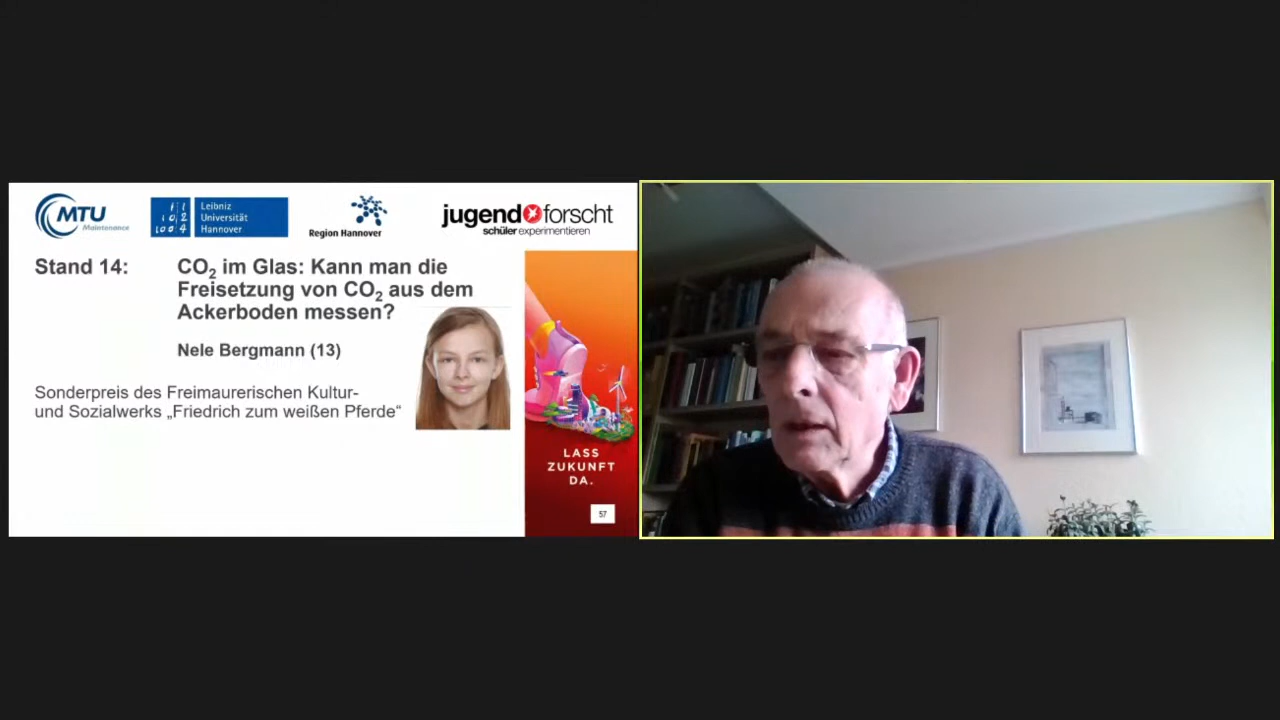 MTU
Maintenance
Leibniz
Universität
Hannover
Region Hannover
jugend forscht
schüler experimentieren
Stand 14:
CO₂ im Glas: Kann man die
Freisetzung von CO₂ aus dem
Ackerboden messen?
Nele Bergmann (13)
Sonderpreis des Freimaurerischen Kultur-
und Sozialwerks „Friedrich zum weißen Pferde“
LASS
ZUKUNFT
DA.
57